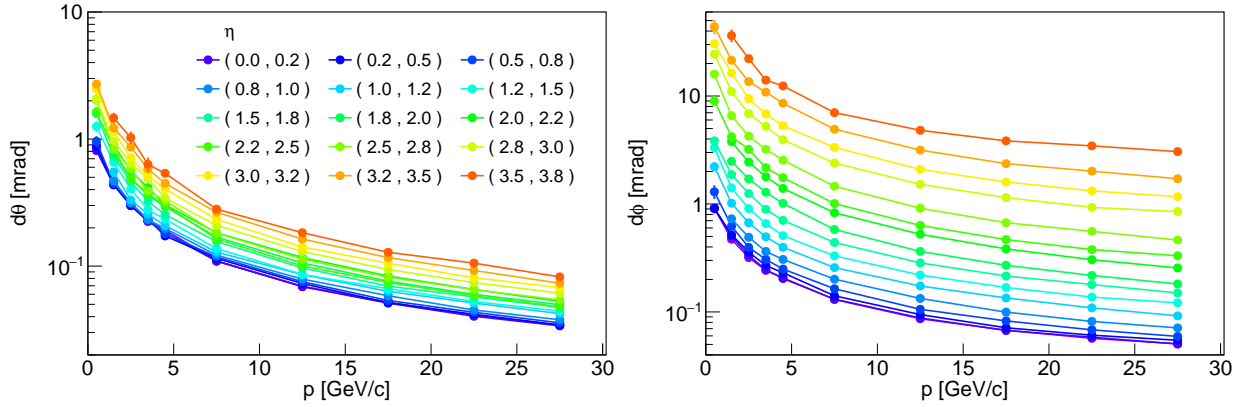 10
1
10⁻¹
dθ [mrad]
η
( 0.0 , 0.2 ) ( 0.2 , 0.5 ) ( 0.5 , 0.8 )
( 0.8 , 1.0 ) ( 1.0 , 1.2 ) ( 1.2 , 1.5 )
( 1.5 , 1.8 ) ( 1.8 , 2.0 ) ( 2.0 , 2.2 )
( 2.2 , 2.5 ) ( 2.5 , 2.8 ) ( 2.8 , 3.0 )
( 3.0 , 3.2 ) ( 3.2 , 3.5 ) ( 3.5 , 3.8 )
0 5 10 15 20 25 30
p [GeV/c]
10
1
10⁻¹
dϕ [mrad]
0 5 10 15 20 25 30
p [GeV/c]